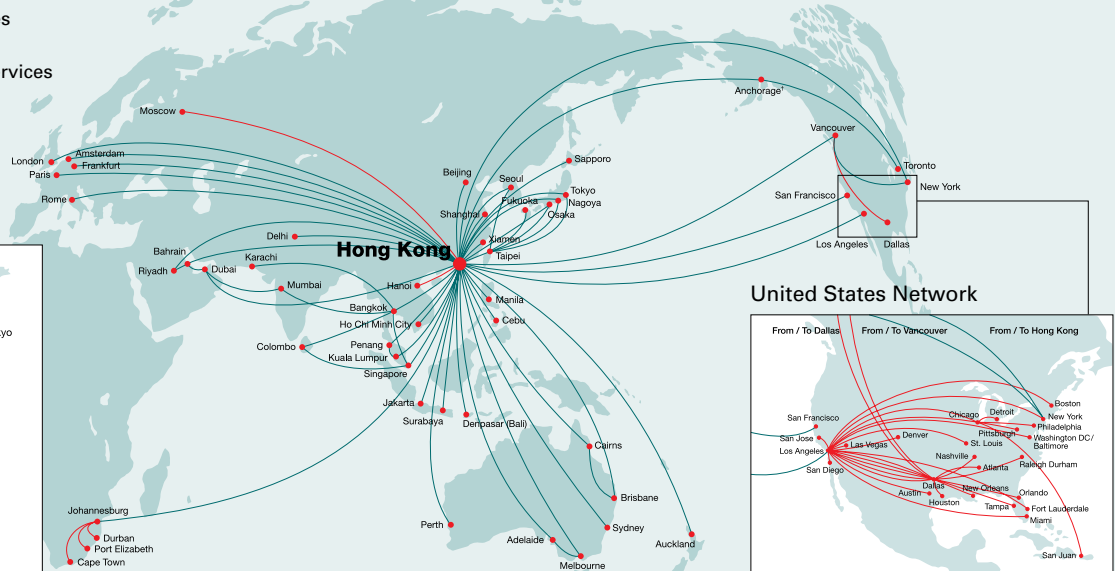 es
rvices
yo
Moscow
London
Amsterdam
Frankfurt
Paris
Rome
Anchorage†
Vancouver
Toronto
New York
San Francisco
Los Angeles
Dallas
Sapporo
Beijing
Seoul
Tokyo
Fukuoka
Nagoya
Osaka
Shanghai
Xiamen
Taipei
Hong Kong
Delhi
Karachi
Bahrain
Riyadh
Dubai
Mumbai
Hanoi
Bangkok
Manila
Ho Chi Minh City
Cebu
Colombo
Penang
Kuala Lumpur
Singapore
Jakarta
Surabaya
Denpasar (Bali)
Cairns
Brisbane
Perth
Sydney
Adelaide
Melbourne
Auckland
Johannesburg
Durban
Port Elizabeth
Cape Town
United States Network
From / To Dallas
From / To Vancouver
From / To Hong Kong
Boston
San Francisco
Chicago
Detroit
New York
Philadelphia
San Jose
Las Vegas
Denver
Pittsburgh
Washington DC /
Baltimore
Los Angeles
St. Louis
San Diego
Nashville
Atlanta
Raleigh Durham
Dallas
Austin
Houston
New Orleans
Orlando
Tampa
Fort Lauderdale
Miami
San Juan